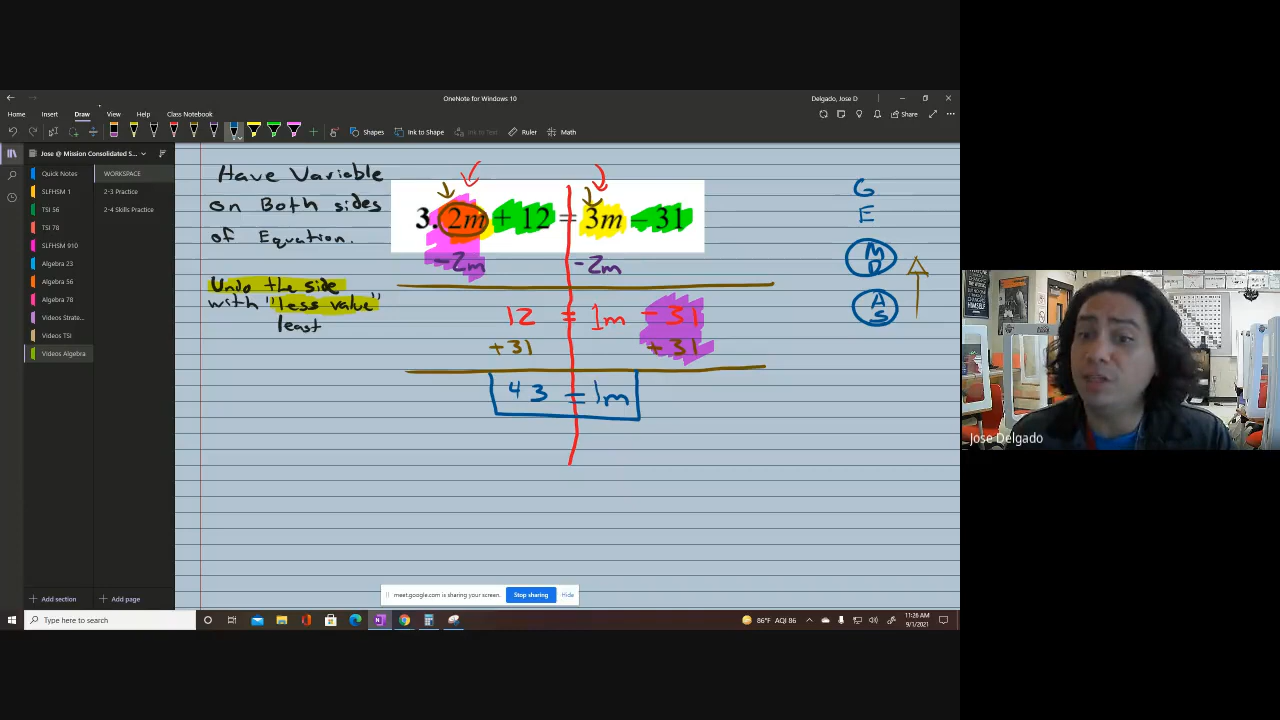 OneNote for Windows 10
Delgado, Jose D
Home Insert Draw View Help Class Notebook
Shapes Ink to Shape Ink to Text Ruler Math
Share
Jose @ Mission Consolidated S...
Quick Notes
SLFHSM 1
TSI 56
TSI 78
SLFHSM 910
Algebra 23
Algebra 56
Algebra 78
Videos Strate...
Videos TSI
Videos Algebra
WORKSPACE
2-3 Practice
2-4 Skills Practice
Have Variable
on Both sides
of Equation.
Undo the side
with "less value"
least
3. 2m + 12 = 3m - 31
-2m -2m
12 = 1m - 31
+31 +31
43 = 1m
G
E
M
D
A
S
Jose Delgado
meet.google.com is sharing your screen.
Stop sharing
Hide
Add section
Add page
Type here to search
86°F AQI 86
11:26 AM
9/1/2021